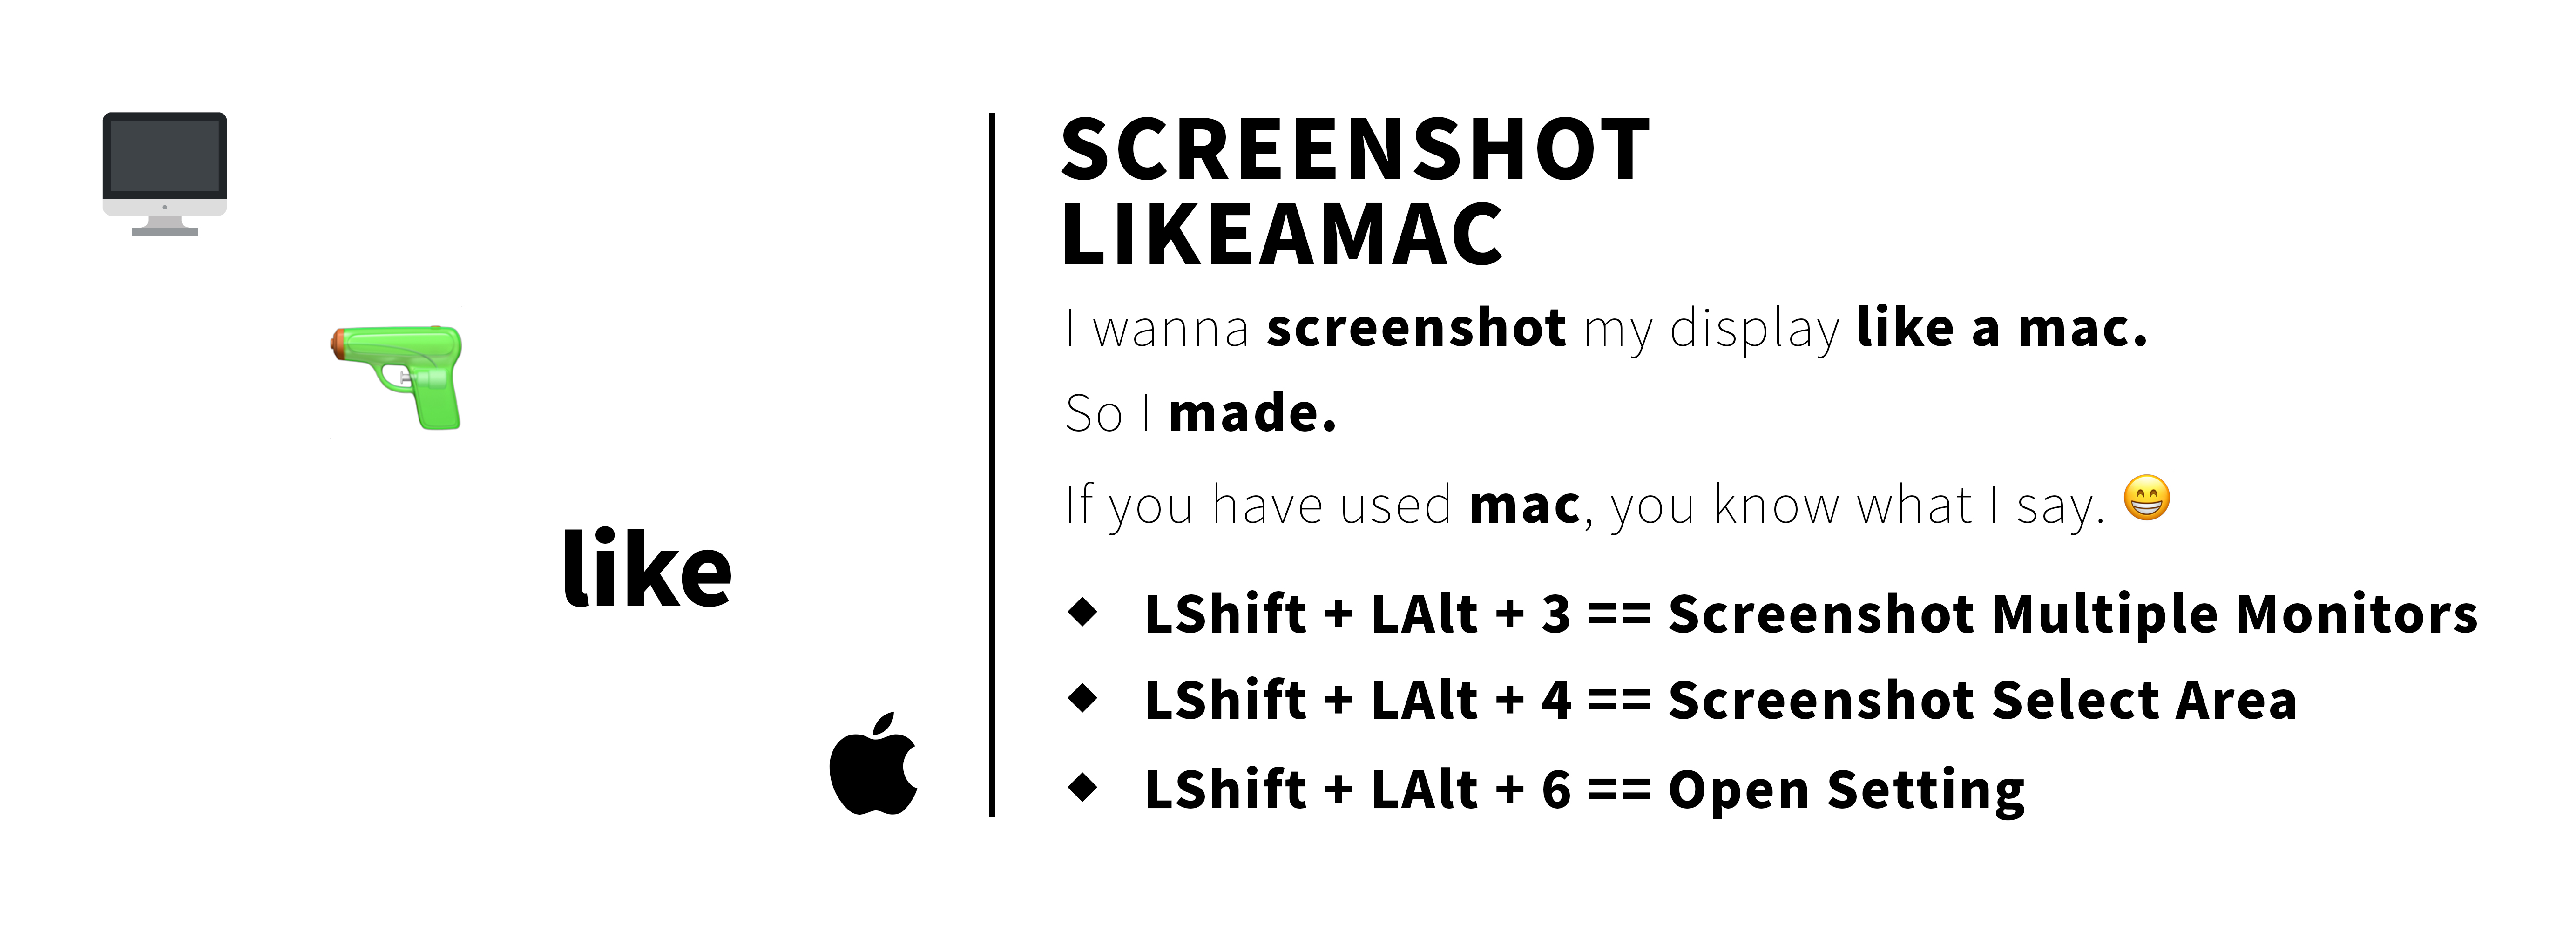 like
SCREENSHOT
LIKEAMAC
I wanna screenshot my display like a mac.
So I made.
If you have used mac, you know what I say. 😁
◆ LShift + LAlt + 3 == Screenshot Multiple Monitors
◆ LShift + LAlt + 4 == Screenshot Select Area
◆ LShift + LAlt + 6 == Open Setting